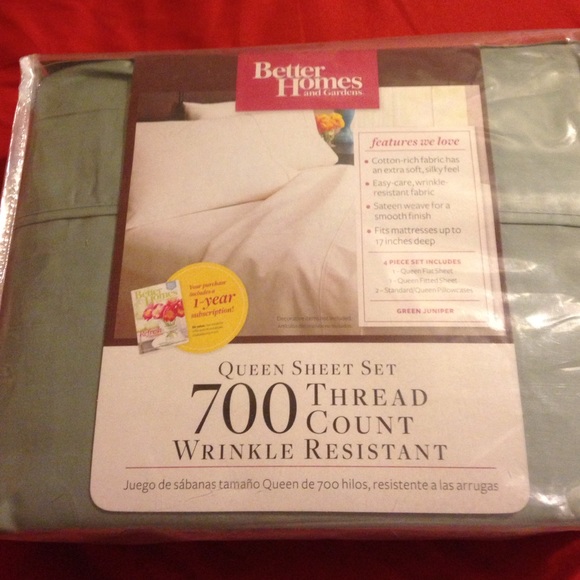 Better
Homes
and Gardens
features we love
• Cotton-rich fabric has
an extra soft, silky feel
• Easy-care, wrinkle
resistant fabric
• Sateen weave for a
smooth finish
• Fits mattresses up to
17 inches deep
4 PIECE SET INCLUDES
1 - Queen Flat Sheet
1 - Queen Fitted Sheet
2 - Standard/Queen Pillowcases
GREEN JUNIPER
Your purchase
includes a
1-year
subscription!
Better
Homes
QUEEN SHEET SET
700 THREAD
COUNT
WRINKLE RESISTANT
Juego de sábanas tamaño Queen de 700 hilos, resistente a las arrugas